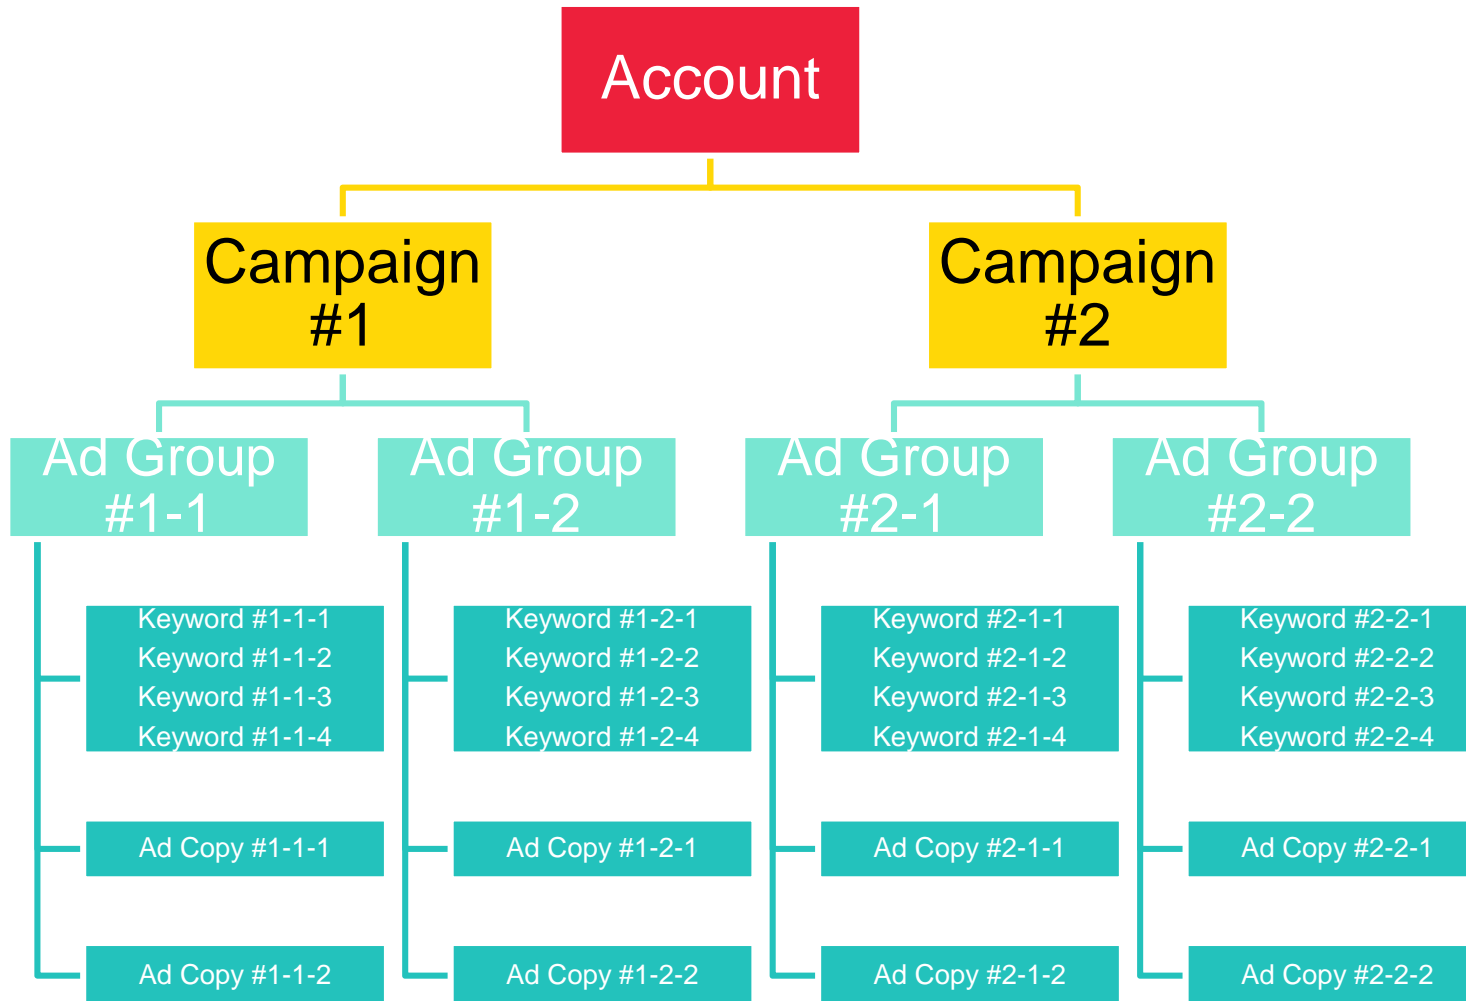 Account
Campaign
#1
Campaign
#2
Ad Group
#1-1
Ad Group
#1-2
Ad Group
#2-1
Ad Group
#2-2
Keyword #1-1-1
Keyword #1-1-2
Keyword #1-1-3
Keyword #1-1-4
Keyword #1-2-1
Keyword #1-2-2
Keyword #1-2-3
Keyword #1-2-4
Keyword #2-1-1
Keyword #2-1-2
Keyword #2-1-3
Keyword #2-1-4
Keyword #2-2-1
Keyword #2-2-2
Keyword #2-2-3
Keyword #2-2-4
Ad Copy #1-1-1
Ad Copy #1-2-1
Ad Copy #2-1-1
Ad Copy #2-2-1
Ad Copy #1-1-2
Ad Copy #1-2-2
Ad Copy #2-1-2
Ad Copy #2-2-2